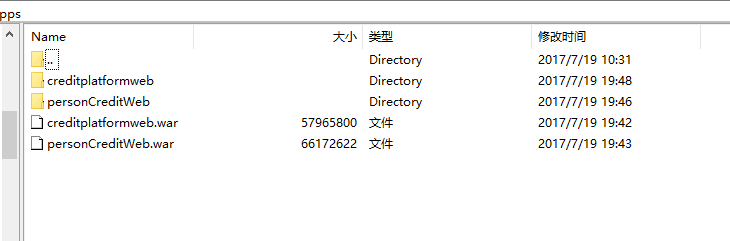 pps
Name 大小 类型 修改时间
.. Directory 2017/7/19 10:31
creditplatformweb Directory 2017/7/19 19:48
personCreditWeb Directory 2017/7/19 19:46
creditplatformweb.war 57965800 文件 2017/7/19 19:42
personCreditWeb.war 66172622 文件 2017/7/19 19:43